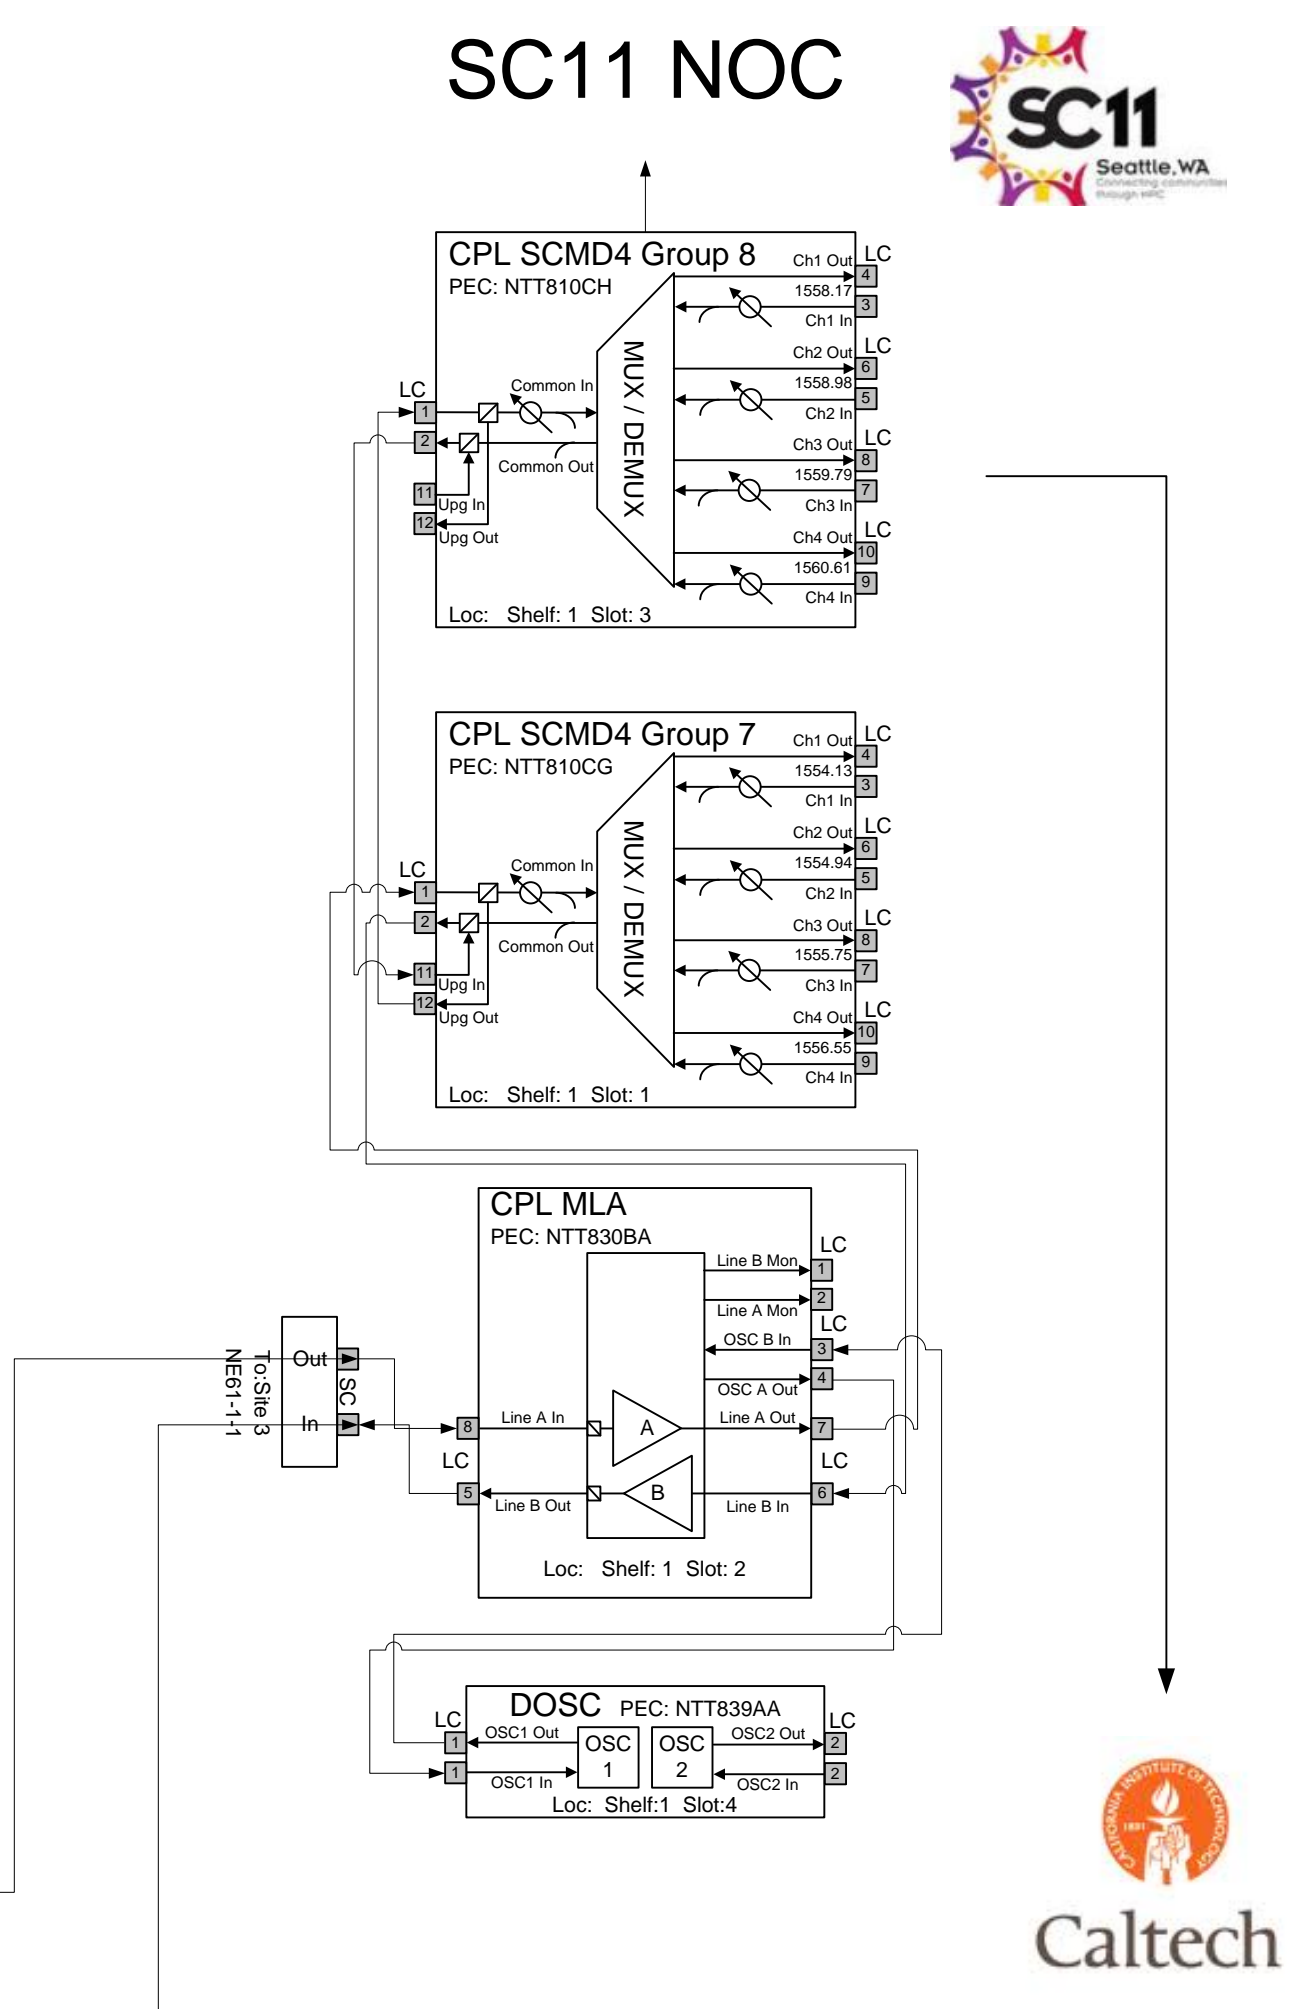 SC11 NOC
SC11
Seattle, WA
Connecting communities
through HPC
CPL SCMD4 Group 8
PEC: NTT810CH
MUX / DEMUX
LC
1
2
11
12
Common In
Common Out
Upg In
Upg Out
Ch1 Out
LC
4
1558.17
3
Ch1 In
Ch2 Out
LC
6
1558.98
5
Ch2 In
Ch3 Out
LC
8
1559.79
7
Ch3 In
Ch4 Out
LC
10
1560.61
9
Ch4 In
Loc: Shelf: 1 Slot: 3
CPL SCMD4 Group 7
PEC: NTT810CG
MUX / DEMUX
LC
1
2
11
12
Common In
Common Out
Upg In
Upg Out
Ch1 Out
LC
4
1554.13
3
Ch1 In
Ch2 Out
LC
6
1554.94
5
Ch2 In
Ch3 Out
LC
8
1555.75
7
Ch3 In
Ch4 Out
LC
10
1556.55
9
Ch4 In
Loc: Shelf: 1 Slot: 1
CPL MLA
PEC: NTT830BA
Line B Mon
LC
1
Line A Mon
2
OSC B In
LC
3
OSC A Out
4
Line A In
8
A
Line A Out
7
LC
5
Line B Out
B
Line B In
LC
6
Loc: Shelf: 1 Slot: 2
To:Site 3
NE61-1-1
Out
In
SC
DOSC PEC: NTT839AA
LC
1
1
OSC1 Out
OSC1 In
OSC
1
OSC
2
OSC2 Out
OSC2 In
LC
2
2
Loc: Shelf:1 Slot:4
CALIFORNIA INSTITUTE OF TECHNOLOGY
1891
Caltech